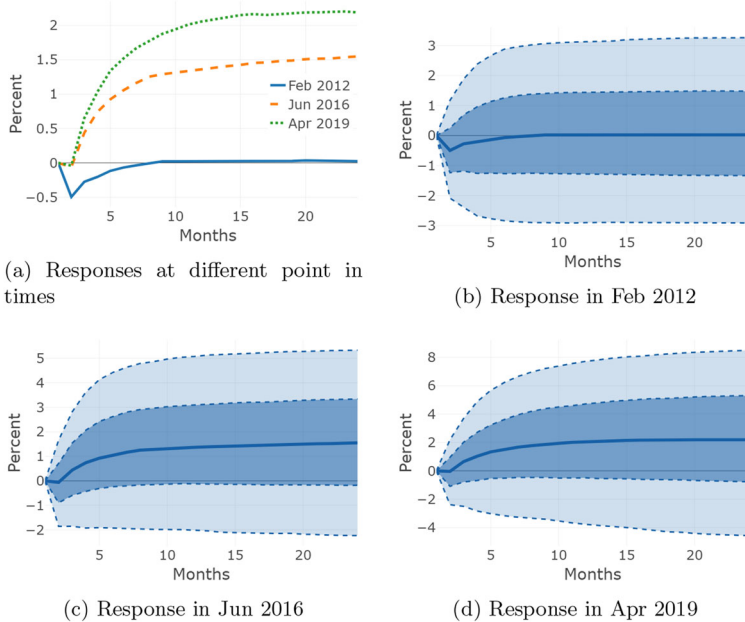 2
1.5
1
0.5
0
−0.5
Percent
5
10
15
20
Months
Feb 2012
Jun 2016
Apr 2019
(a) Responses at different point in
times
3
2
1
0
−1
−2
−3
Percent
5
10
15
20
Months
(b) Response in Feb 2012
5
4
3
2
1
0
−1
−2
Percent
5
10
15
20
Months
(c) Response in Jun 2016
8
6
4
2
0
−2
−4
Percent
5
10
15
20
Months
(d) Response in Apr 2019